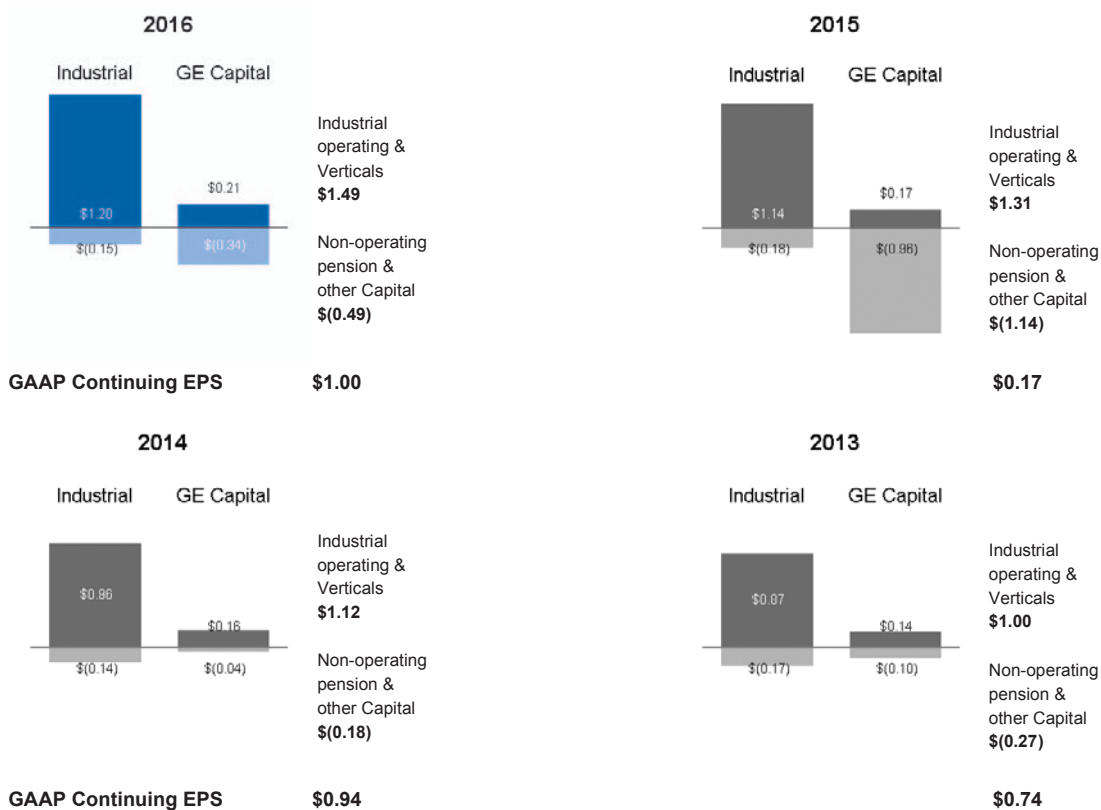 2016
Industrial GE Capital
$0.21
$(0.15) $(0.34)
Industrial
operating &
Verticals
$1.49
Non-operating
pension &
other Capital
$(0.49)
2015
Industrial GE Capital
$1.14 $0.17
$(0.18) $(0.96)
Industrial
operating &
Verticals
$1.31
Non-operating
pension &
other Capital
$(1.14)
GAAP Continuing EPS $1.00 $0.17
2014
Industrial GE Capital
$0.96 $0.16
$(0.14) $(0.04)
Industrial
operating &
Verticals
$1.12
Non-operating
pension &
other Capital
$(0.18)
2013
Industrial GE Capital
$0.87 $0.14
$(0.17) $(0.10)
Industrial
operating &
Verticals
$1.00
Non-operating
pension &
other Capital
$(0.27)
GAAP Continuing EPS $0.94 $0.74